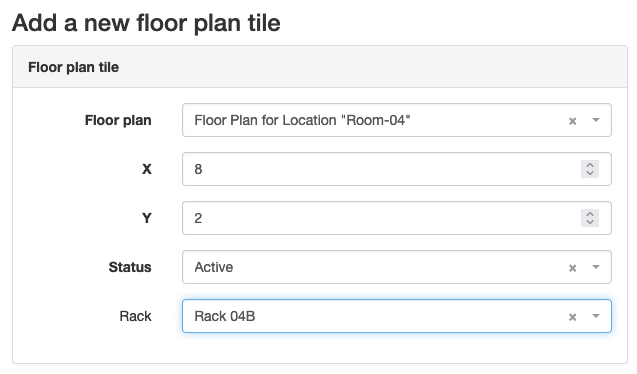 Add a new floor plan tile
Floor plan tile
Floor plan Floor Plan for Location "Room-04" ×
X 8
Y 2
Status Active ×
Rack Rack 04B ×